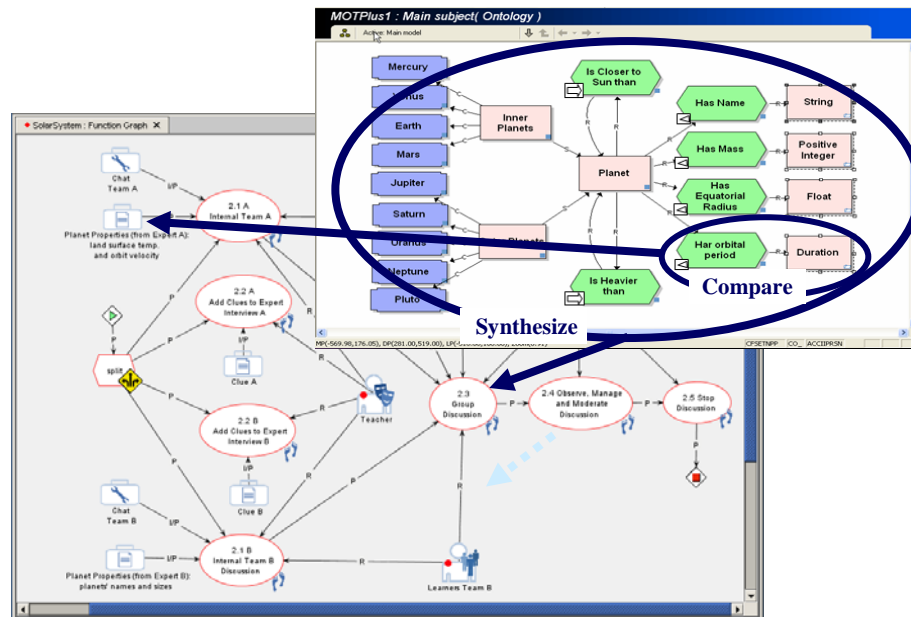 MOTPlus1 : Main subject( Ontology )
Active: Main model
Mercury
Venus
Earth
Mars
Jupiter
Saturn
Uranus
Neptune
Pluto
C
C
C
C
Inner
Planets
Planets
C
C
C
C
S
S
Is Closer to
Sun than
R
R
Planet
R
R
Is Heavier
than
Has Name
Has Mass
Has
Equatorial
Radius
Har orbital
period
R
R
R
R
R
R
String
Positive
Integer
Float
Duration
Compare
Synthesize
CFSETNPP
CO_
ACCIIPRSN
SolarSystem : Function Graph
Chat
Team A
I/P
2.1 A
Internal Team A
Planet Properties (from Expert A):
land surface temp.
and orbit velocity
P
split
P
P
P
P
2.2 A
Add Clues to Expert
Interview A
I/P
Clue A
2.2 B
Add Clues to Expert
Interview B
I/P
Clue B
Teacher
R
R
P
P
2.3
Group
Discussion
P
2.4 Observe, Manage
and Moderate
Discussion
P
2.5 Stop
Discussion
P
R
Chat
Team B
I/P
I/P
2.1 B
Internal Team B
Discussion
Planet Properties (from Expert B):
planets' names and sizes
R
Learners Team B